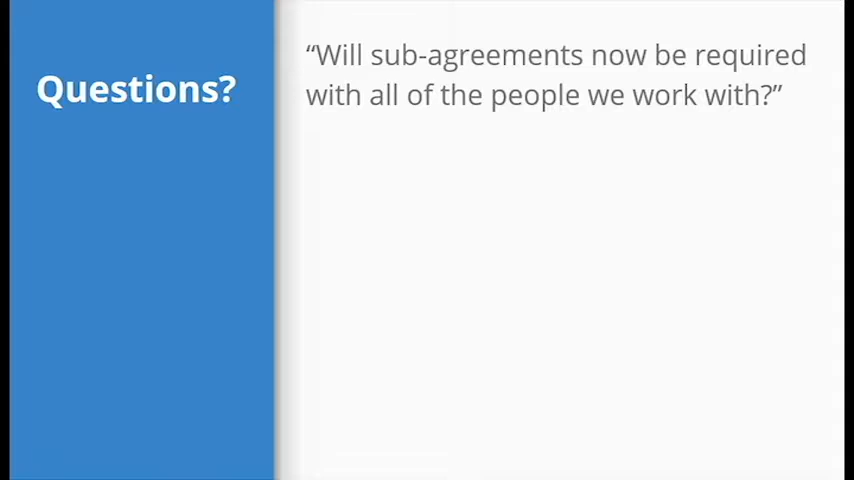 Questions?
“Will sub-agreements now be required
with all of the people we work with?”